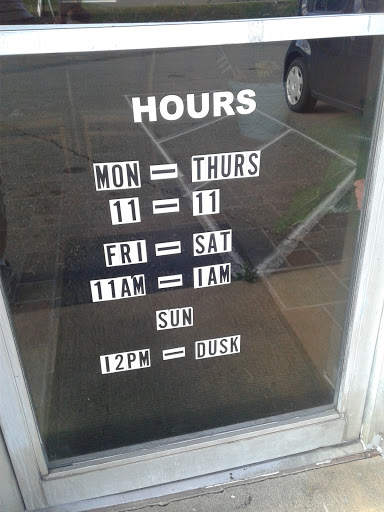 HOURS
MON – THURS
11 – 11
FRI – SAT
11AM – 1AM
SUN
12PM – DUSK